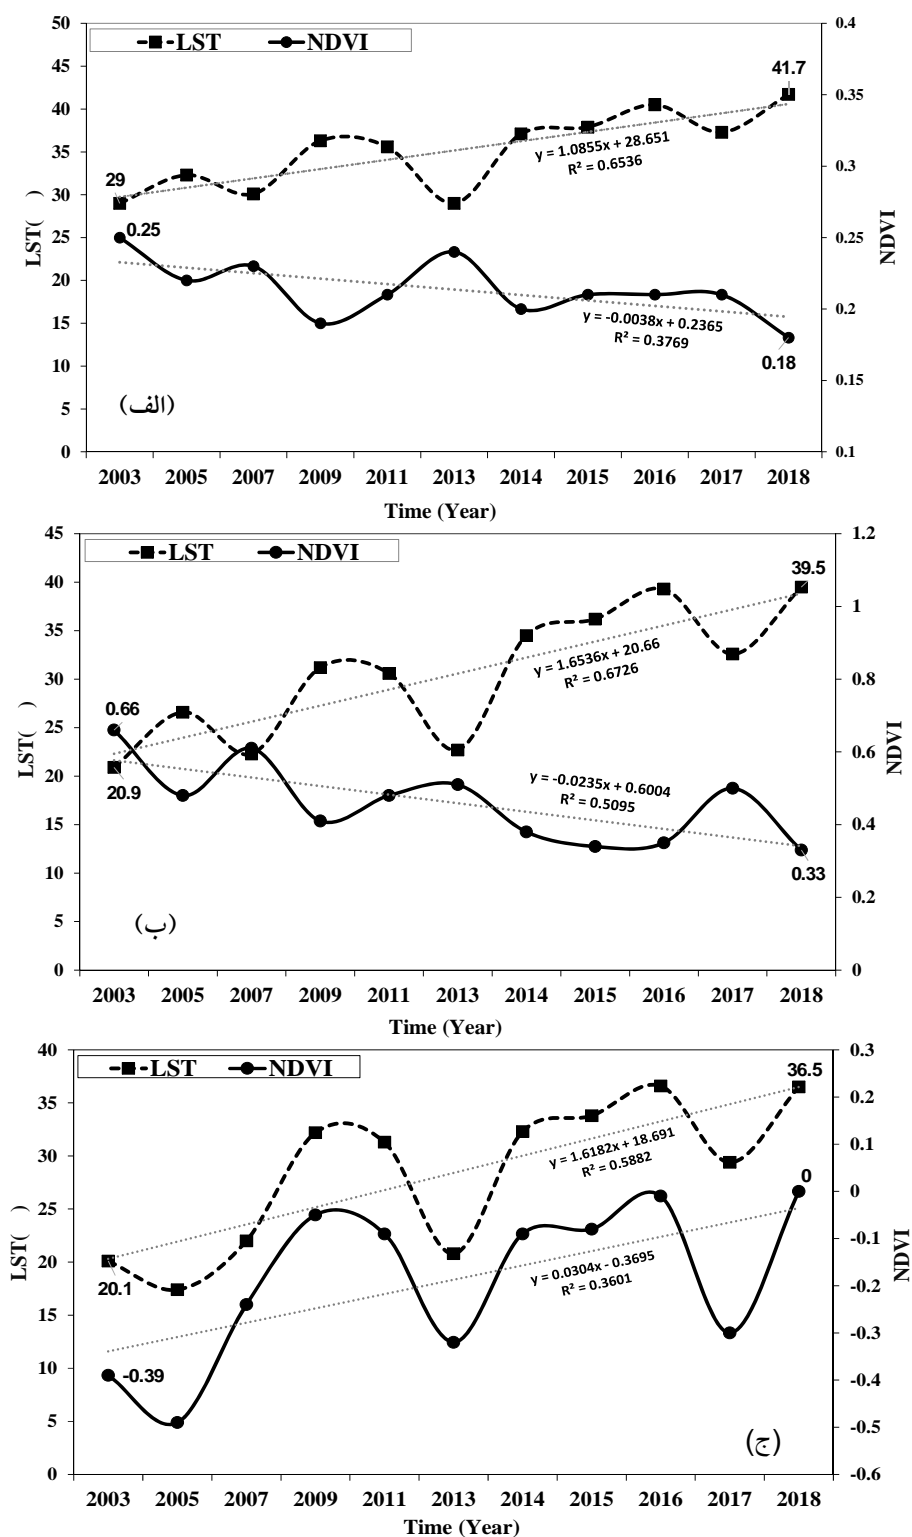 LST NDVI
50
45
40
35
30
25
20
15
10
5
0
LST( )
0.4
0.35
0.3
0.25
0.2
0.15
0.1
NDVI
41.7
29
0.25
y = 1.0855x + 28.651
R² = 0.6536
y = -0.0038x + 0.2365
R² = 0.3769
0.18
(الف)
2003 2005 2007 2009 2011 2013 2014 2015 2016 2017 2018
Time (Year)
LST NDVI
45
40
35
30
25
20
15
10
5
0
LST( )
1.2
1
0.8
0.6
0.4
0.2
0
NDVI
39.5
0.66
20.9
y = 1.6536x + 20.66
R² = 0.6726
y = -0.0235x + 0.6004
R² = 0.5095
0.33
(ب)
2003 2005 2007 2009 2011 2013 2014 2015 2016 2017 2018
Time (Year)
LST NDVI
40
35
30
25
20
15
10
5
0
LST( )
0.3
0.2
0.1
0
-0.1
-0.2
-0.3
-0.4
-0.5
-0.6
NDVI
36.5
0
20.1
-0.39
y = 1.6182x + 18.691
R² = 0.5882
y = 0.0304x - 0.3695
R² = 0.3601
(ج)
2003 2005 2007 2009 2011 2013 2014 2015 2016 2017 2018
Time (Year)